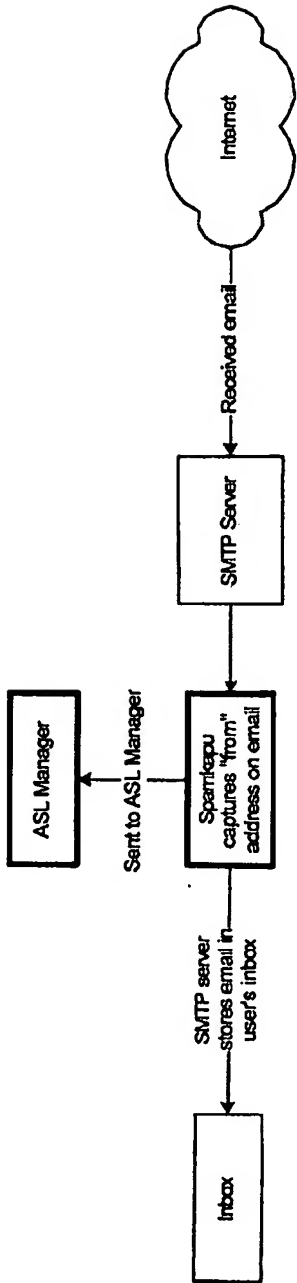 ASL Manager
Sent to ASL Manager
Inbox
SMTP server
stores email in
user's inbox
Spamkapu
captures "from"
address on email
SMTP Server
Received email
Internet